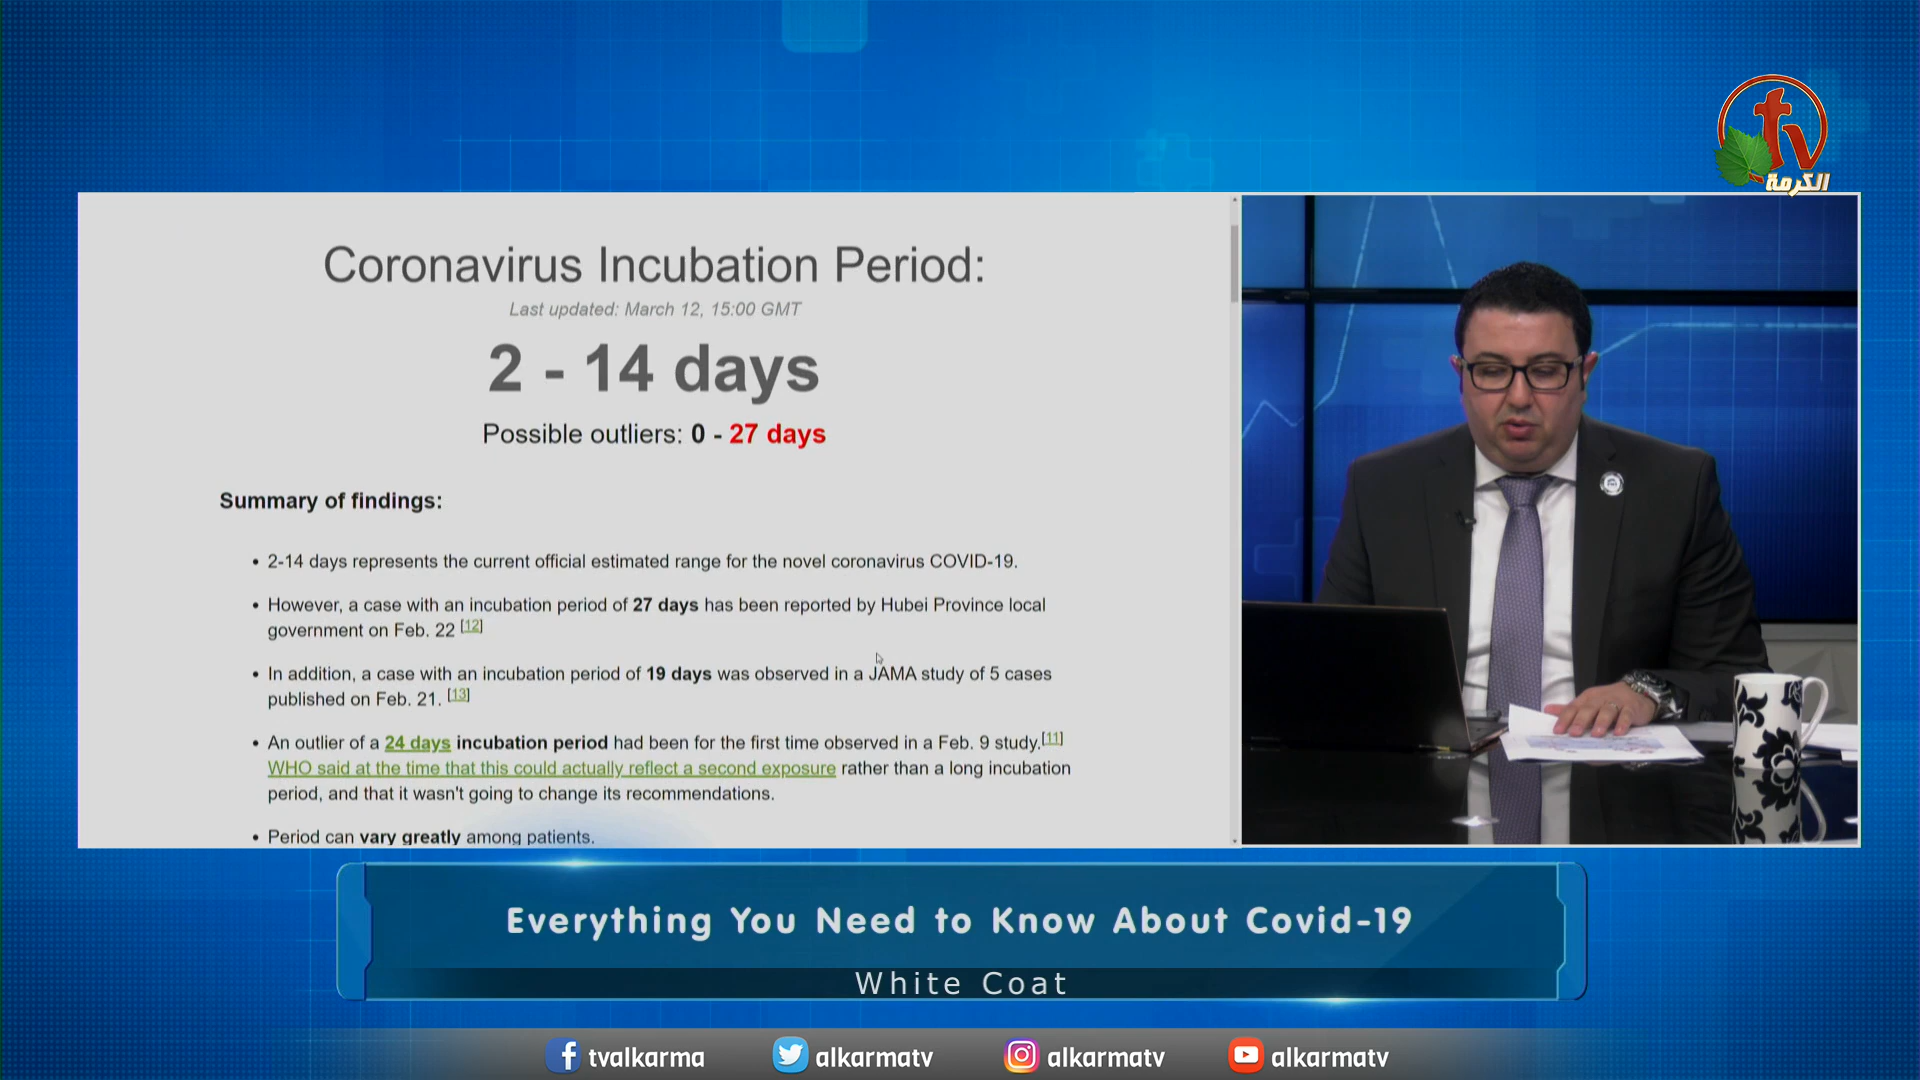 tv
الكرمة
Coronavirus Incubation Period:
Last updated: March 12, 15:00 GMT
2 - 14 days
Possible outliers: 0 - 27 days
Summary of findings:
• 2-14 days represents the current official estimated range for the novel coronavirus COVID-19.
• However, a case with an incubation period of 27 days has been reported by Hubei Province local
government on Feb. 22 [12]
• In addition, a case with an incubation period of 19 days was observed in a JAMA study of 5 cases
published on Feb. 21. [13]
• An outlier of a 24 days incubation period had been for the first time observed in a Feb. 9 study.[11]
WHO said at the time that this could actually reflect a second exposure rather than a long incubation
period, and that it wasn't going to change its recommendations.
• Period can vary greatly among patients.
Everything You Need to Know About Covid-19
White Coat
tvalkarma alkarmatv alkarmatv alkarmatv